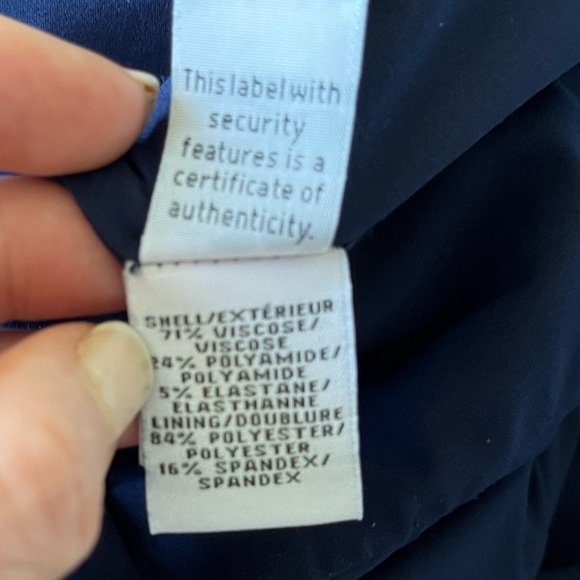 This label with
security
features is a
certificate of
authenticity.
SHELL/EXTÉRIEUR
71% VISCOSE/
VISCOSE
24% POLYAMIDE/
POLYAMIDE
5% ELASTANE/
ELASTHANNE
LINING/DOUBLURE
84% POLYESTER/
POLYESTER
16% SPANDEX/
SPANDEX